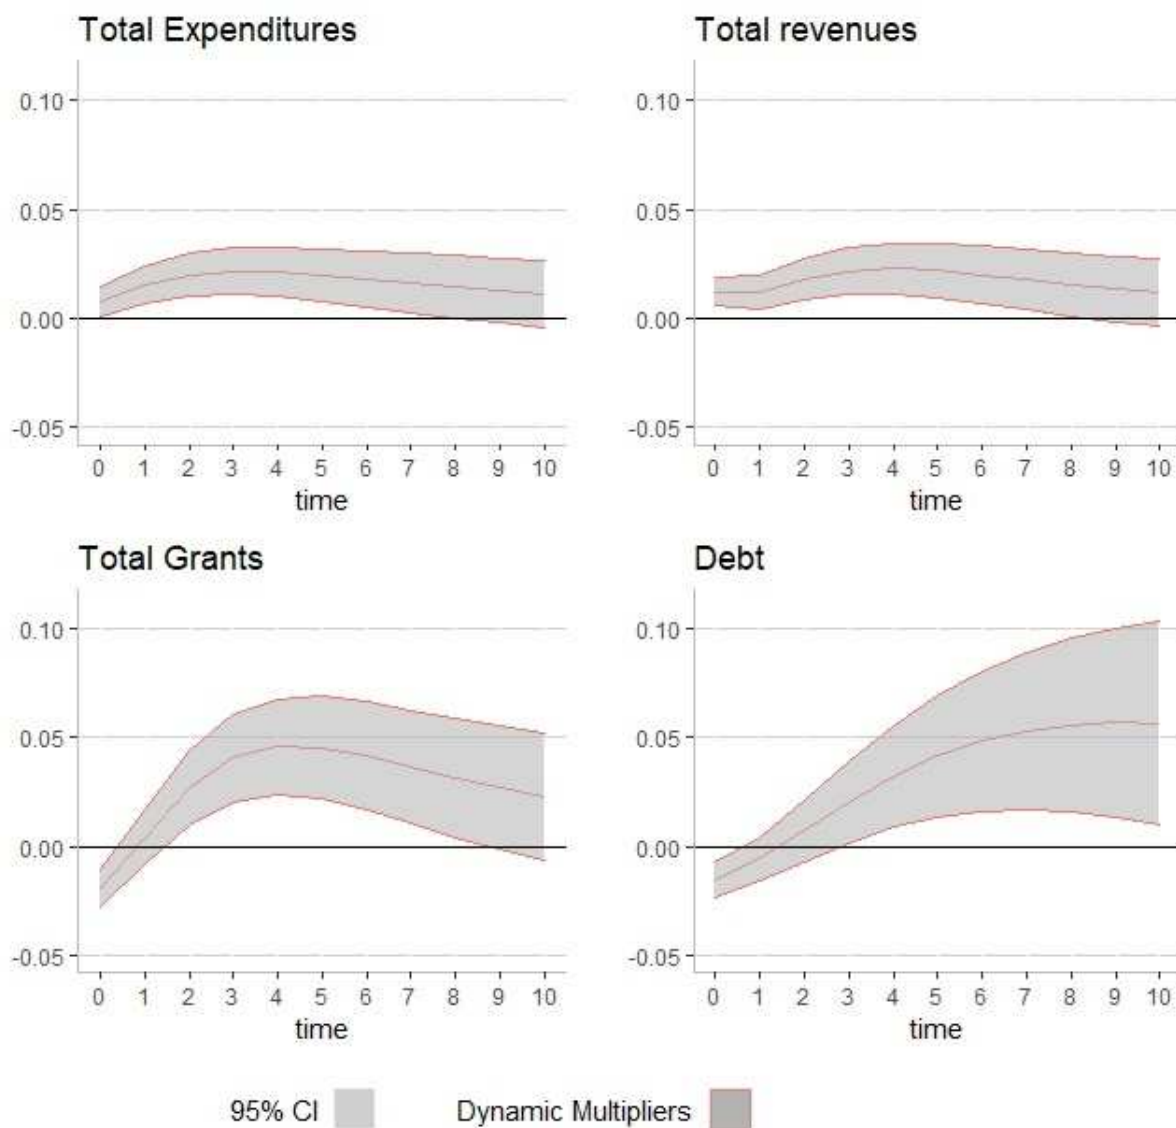 Total Expenditures
0.10
0.05
0.00
-0.05
0 1 2 3 4 5 6 7 8 9 10
time
Total revenues
0.10
0.05
0.00
-0.05
0 1 2 3 4 5 6 7 8 9 10
time
Total Grants
0.10
0.05
0.00
-0.05
0 1 2 3 4 5 6 7 8 9 10
time
Debt
0.10
0.05
0.00
-0.05
0 1 2 3 4 5 6 7 8 9 10
time
95% CI Dynamic Multipliers